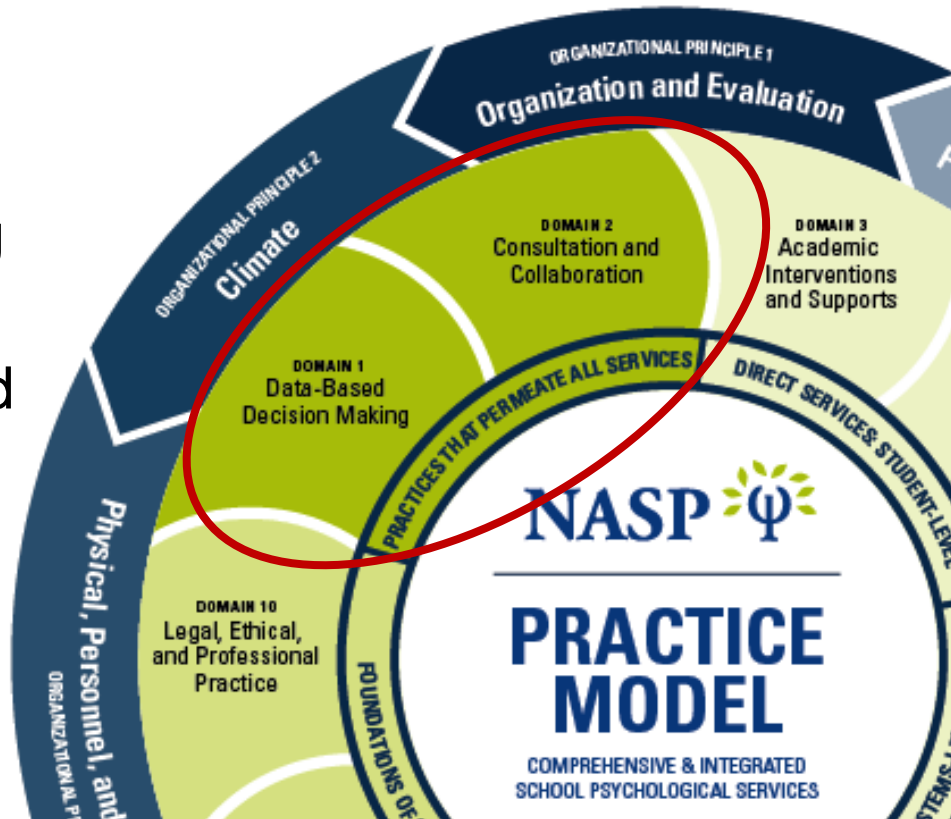 ORGANIZATIONAL PRINCIPLE 1
Organization and Evaluation
ORGANIZATIONAL PRINCIPLE 2
Climate
DOMAIN 2
Consultation and
Collaboration
DOMAIN 3
Academic
Interventions
and Supports
DOMAIN 1
Data-Based
Decision Making
d
PRACTICES THAT PERMEATE ALL SERVICES
DIRECT SERVICES: STUDENT-LEVEL
NASP
Physical, Personnel, and
ORGANIZATIONAL
DOMAIN 10
Legal, Ethical,
and Professional
Practice
PRACTICE
MODEL
FOUNDATIONS OF
COMPREHENSIVE & INTEGRATED
SCHOOL PSYCHOLOGICAL SERVICES